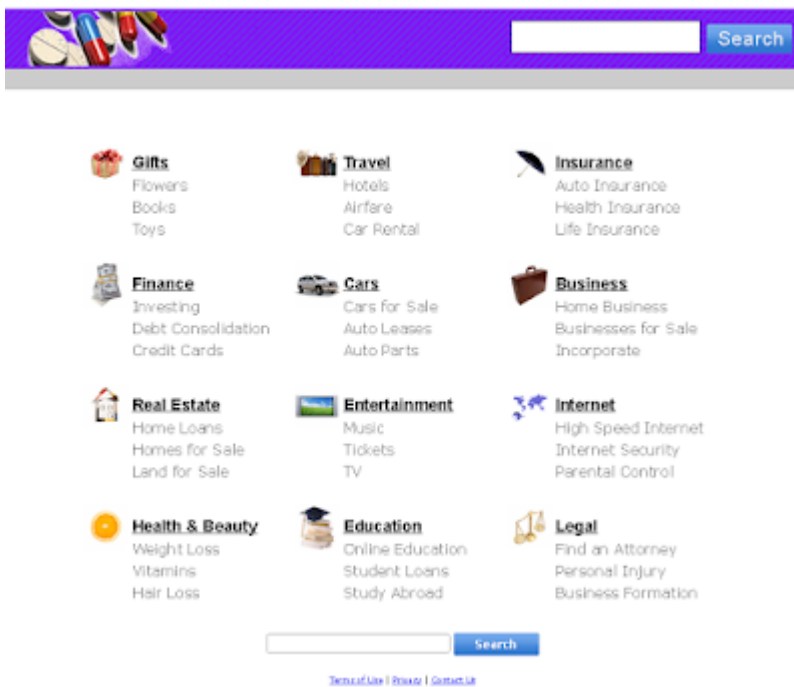 Search
Gifts
Flowers
Books
Toys
Travel
Hotels
Airfare
Car Rental
Insurance
Auto Insurance
Health Insurance
Life Insurance
Finance
Investing
Debt Consolidation
Credit Cards
Cars
Cars for Sale
Auto Leases
Auto Parts
Business
Home Business
Businesses for Sale
Incorporate
Real Estate
Home Loans
Homes for Sale
Land for Sale
Entertainment
Music
Tickets
TV
Internet
High Speed Internet
Internet Security
Parental Control
Health & Beauty
Weight Loss
Vitamins
Hair Loss
Education
Online Education
Student Loans
Study Abroad
Legal
Find an Attorney
Personal Injury
Business Formation
Search
Terms of Use | Privacy | Contact Us